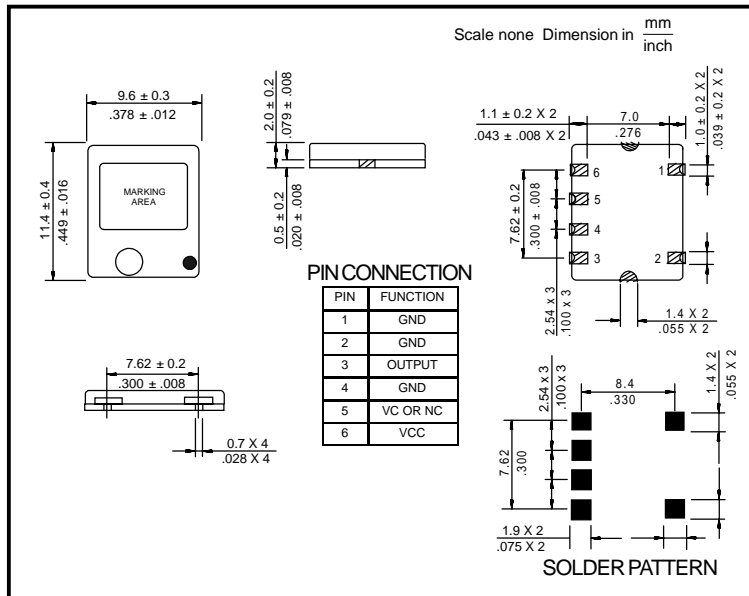 Scale none Dimension in mm
inch
9.6 ± 0.3
.378 ± .012
11.4 ± 0.4
.449 ± .016
MARKING
AREA
2.0 ± 0.2
.079 ± .008
0.5 ± 0.2
.020 ± .008
1.1 ± 0.2 X 2
.043 ± .008 X 2
7.0
.276
1.0 ± 0.2 X 2
.039 ± 0.2 X 2
6
5
4
3
1
2
7.62 ± 0.2
.300 ± .008
2.54 x 3
.100 x 3
1.4 X 2
.055 X 2
PIN CONNECTION
PIN FUNCTION
1 GND
2 GND
3 OUTPUT
4 GND
5 VC OR NC
6 VCC
7.62 ± 0.2
.300 ± .008
0.7 X 4
.028 X 4
2.54 x 3
.100 x 3
8.4
.330
1.4 X 2
.055 X 2
7.62
.300
1.9 X 2
.075 X 2
SOLDER PATTERN